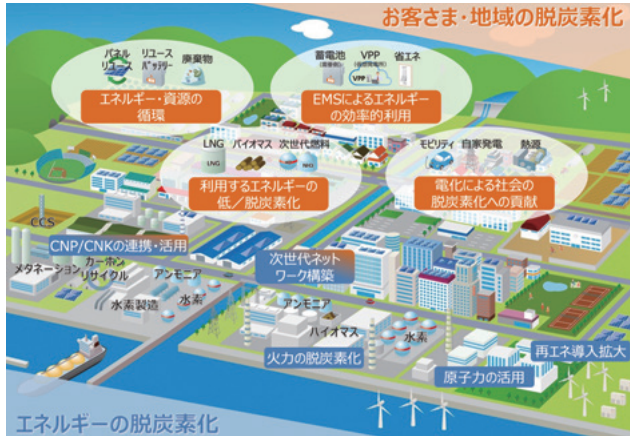 お客さま・地域の脱炭素化
パネル
リユース
リユース
バッテリー
廃棄物
エネルギー・資源の
循環
蓄電池
VPP
省エネ
VPP
EMSによるエネルギー
の効率的利用
LNG
バイオマス
次世代燃料
LNG
NH3
利用するエネルギーの
低／脱炭素化
モビリティ
自家発電
熱源
電化による社会の
脱炭素化への貢献
CCS
CNP/CNKの連携・活用
メタネーション
カーボン
リサイクル
アンモニア
水素製造
水素
次世代ネット
ワーク構築
アンモニア
バイオマス
水素
火力の脱炭素化
原子力の活用
再エネ導入拡大
エネルギーの脱炭素化